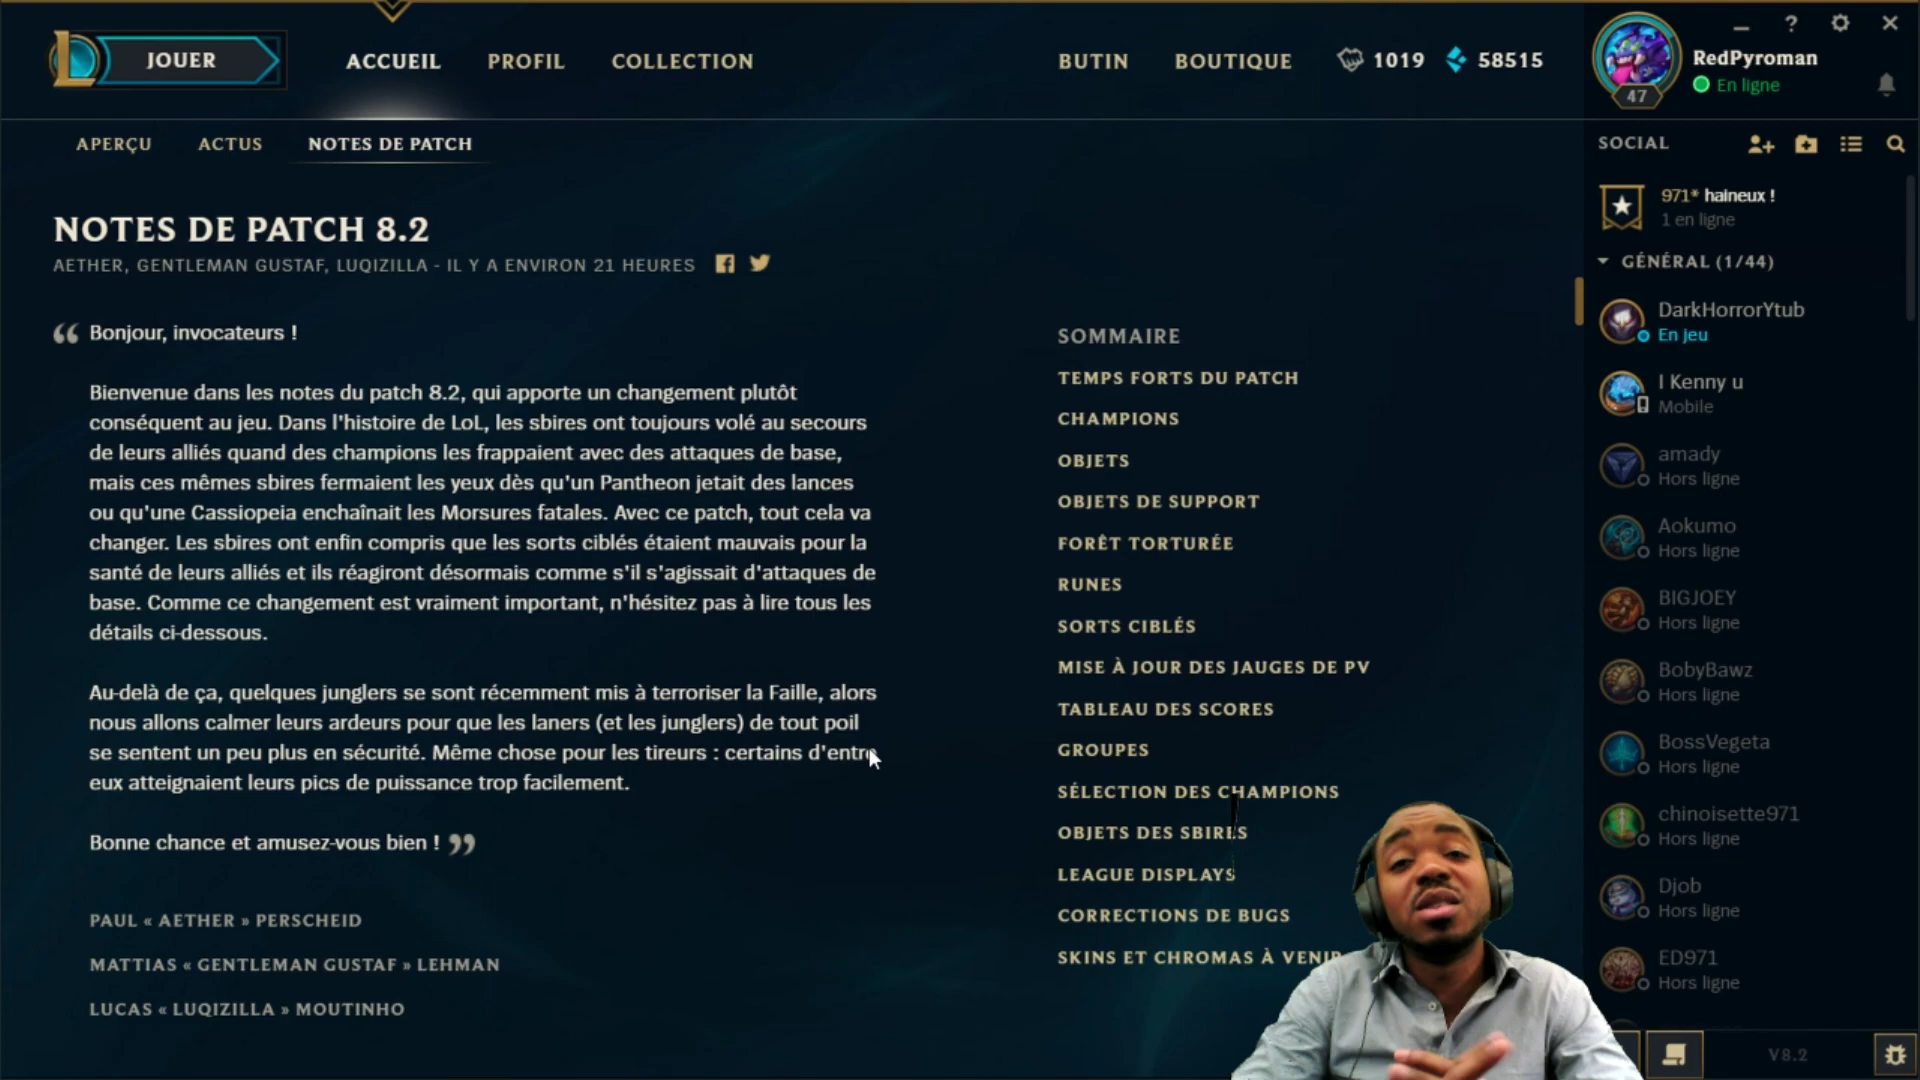 JOUER
ACCUEIL
PROFIL
COLLECTION
BUTIN
BOUTIQUE
1019
58515
?
47
RedPyroman
En ligne
APERÇU
ACTUS
NOTES DE PATCH
NOTES DE PATCH 8.2
AETHER, GENTLEMAN GUSTAF, LUQIZILLA - IL Y A ENVIRON 21 HEURES
“ Bonjour, invocateurs !
Bienvenue dans les notes du patch 8.2, qui apporte un changement plutôt
conséquent au jeu. Dans l'histoire de LoL, les sbires ont toujours volé au secours
de leurs alliés quand des champions les frappaient avec des attaques de base,
mais ces mêmes sbires fermaient les yeux dès qu'un Pantheon jetait des lances
ou qu'une Cassiopeia enchaînait les Morsures fatales. Avec ce patch, tout cela va
changer. Les sbires ont enfin compris que les sorts ciblés étaient mauvais pour la
santé de leurs alliés et ils réagiront désormais comme s'il s'agissait d'attaques de
base. Comme ce changement est vraiment important, n'hésitez pas à lire tous les
détails ci-dessous.
Au-delà de ça, quelques junglers se sont récemment mis à terroriser la Faille, alors
nous allons calmer leurs ardeurs pour que les laners (et les junglers) de tout poil
se sentent un peu plus en sécurité. Même chose pour les tireurs : certains d'entre
eux atteignaient leurs pics de puissance trop facilement.
Bonne chance et amusez-vous bien ! ”
PAUL « AETHER » PERSCHEID
MATTIAS « GENTLEMAN GUSTAF » LEHMAN
LUCAS « LUQIZILLA » MOUTINHO
SOMMAIRE
TEMPS FORTS DU PATCH
CHAMPIONS
OBJETS
OBJETS DE SUPPORT
FORÊT TORTURÉE
RUNES
SORTS CIBLÉS
MISE À JOUR DES JAUGES DE PV
TABLEAU DES SCORES
GROUPES
SÉLECTION DES CHAMPIONS
OBJETS DES SBIRES
LEAGUE DISPLAYS
CORRECTIONS DE BUGS
SKINS ET CHROMAS À VENIR
SOCIAL
971* haineux !
1 en ligne
GÉNÉRAL (1/44)
DarkHorrorYtub
En jeu
I Kenny u
Mobile
amady
Hors ligne
Aokumo
Hors ligne
BIGJOEY
Hors ligne
BobyBawz
Hors ligne
BossVegeta
Hors ligne
chinoisette971
Hors ligne
Djob
Hors ligne
ED971
Hors ligne
V8.2